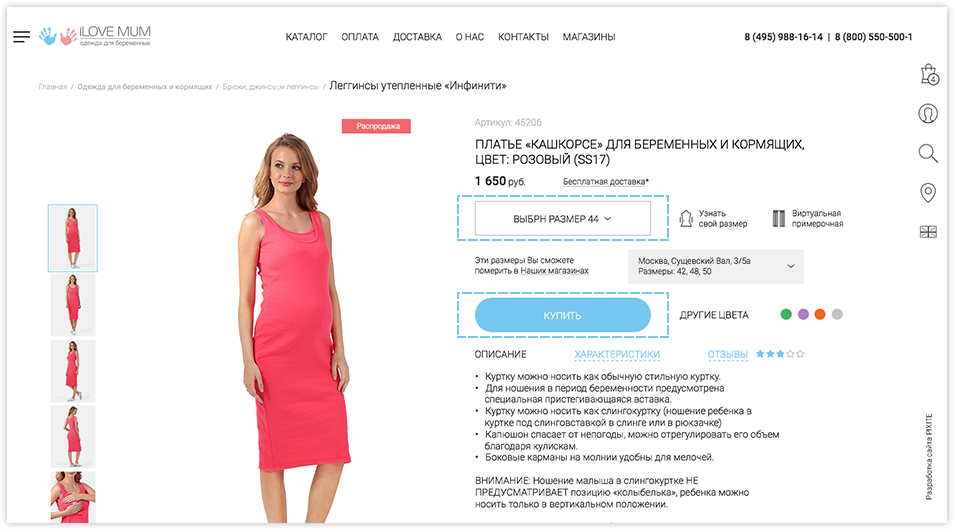 iLOVE MUM
одежда для беременных
КАТАЛОГ ОПЛАТА ДОСТАВКА О НАС КОНТАКТЫ МАГАЗИНЫ
8 (495) 988-16-14 | 8 (800) 550-500-1
4
Главная / Одежда для беременных и кормящих / Брюки, джинсы,м леггинсы / Леггинсы утепленные «Инфинити»
Распродажа
Артикул: 45206
ПЛАТЬЕ «КАШКОРСЕ» ДЛЯ БЕРЕМЕННЫХ И КОРМЯЩИХ,
ЦВЕТ: РОЗОВЫЙ (SS17)
1 650 руб. Бесплатная доставка*
ВЫБРН РАЗМЕР 44
Узнать
свой размер
Виртуальная
примерочная
Эти размеры Вы сможете
померить в Наших магазинах
Москва, Сущевский Вал, 3/5а
Размеры: 42, 48, 50
КУПИТЬ
ДРУГИЕ ЦВЕТА
ОПИСАНИЕ ХАРАКТЕРИСТИКИ ОТЗЫВЫ
• Куртку можно носить как обычную стильную куртку.
• Для ношения в период беременности предусмотрена
специальная пристегивающаяся вставка.
• Куртку можно носить как слингокуртку (ношение ребенка в
куртке под слинговставкой в слинге или в рюкзачке)
• Капюшон спасает от непогоды, можно отрегулировать его объем
благодаря кулискам.
• Боковые карманы на молнии удобны для мелочей.
ВНИМАНИЕ: Ношение малыша в слингокуртке НЕ
ПРЕДУСМАТРИВАЕТ позицию «колыбелька», ребенка можно
носить только в вертикальном положении.
Разработка сайта PIXITE